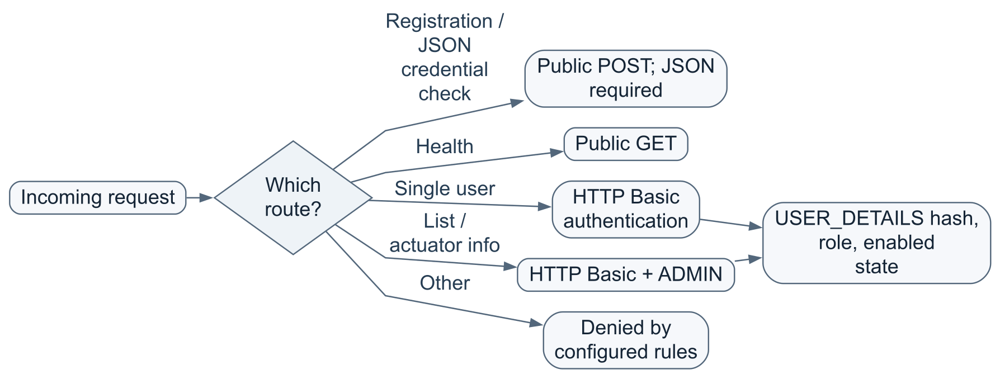 Incoming request
Which
route?
Registration /
JSON
credential
check
Public POST; JSON
required
Health
Public GET
Single user
HTTP Basic
authentication
List /
actuator info
HTTP Basic + ADMIN
USER_DETAILS hash,
role, enabled
state
Other
Denied by
configured rules